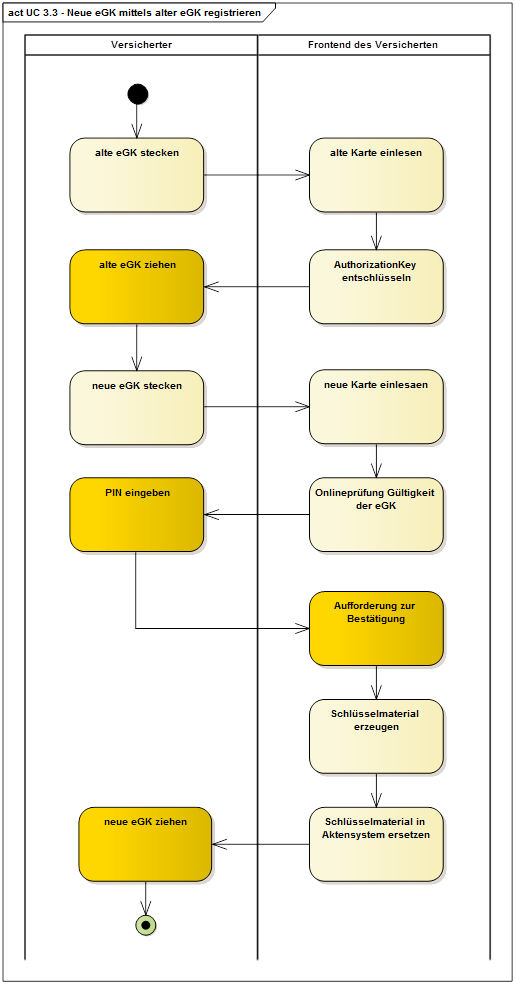 act UC 3.3 - Neue eGK mittels alter eGK registrieren
Versicherter
Frontend des Versicherten
alte eGK stecken
alte Karte einlesen
alte eGK ziehen
AuthorizationKey
entschlüsseln
neue eGK stecken
neue Karte einlesaen
PIN eingeben
Onlineprüfung Gültigkeit
der eGK
Aufforderung zur
Bestätigung
Schlüsselmaterial
erzeugen
neue eGK ziehen
Schlüsselmaterial in
Aktensystem ersetzen